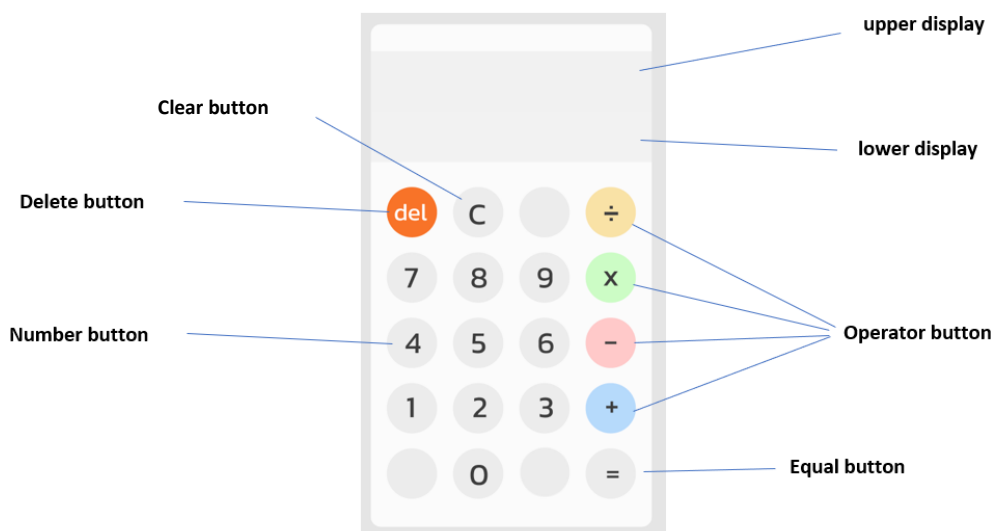 upper display
Clear button
lower display
Delete button
del C ÷
7 8 9 x
Number button
4 5 6 -
Operator button
1 2 3 +
0 =
Equal button